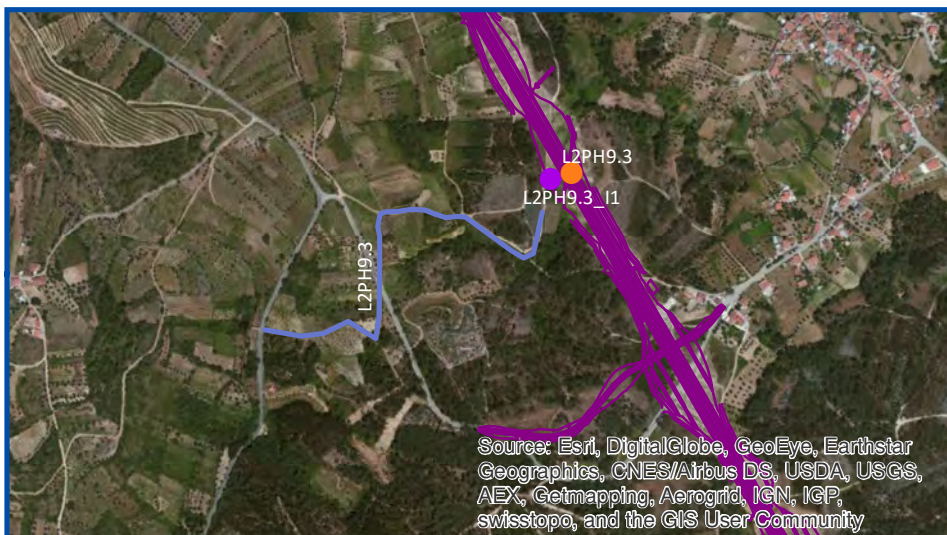 L2PH9.3
L2PH9.3_I1
L2PH9.3
Source: Esri, DigitalGlobe, GeoEye, Earthstar
Geographics, CNES/Airbus DS, USDA, USGS,
AEX, Getmapping, Aerogrid, IGN, IGP,
swisstopo, and the GIS User Community